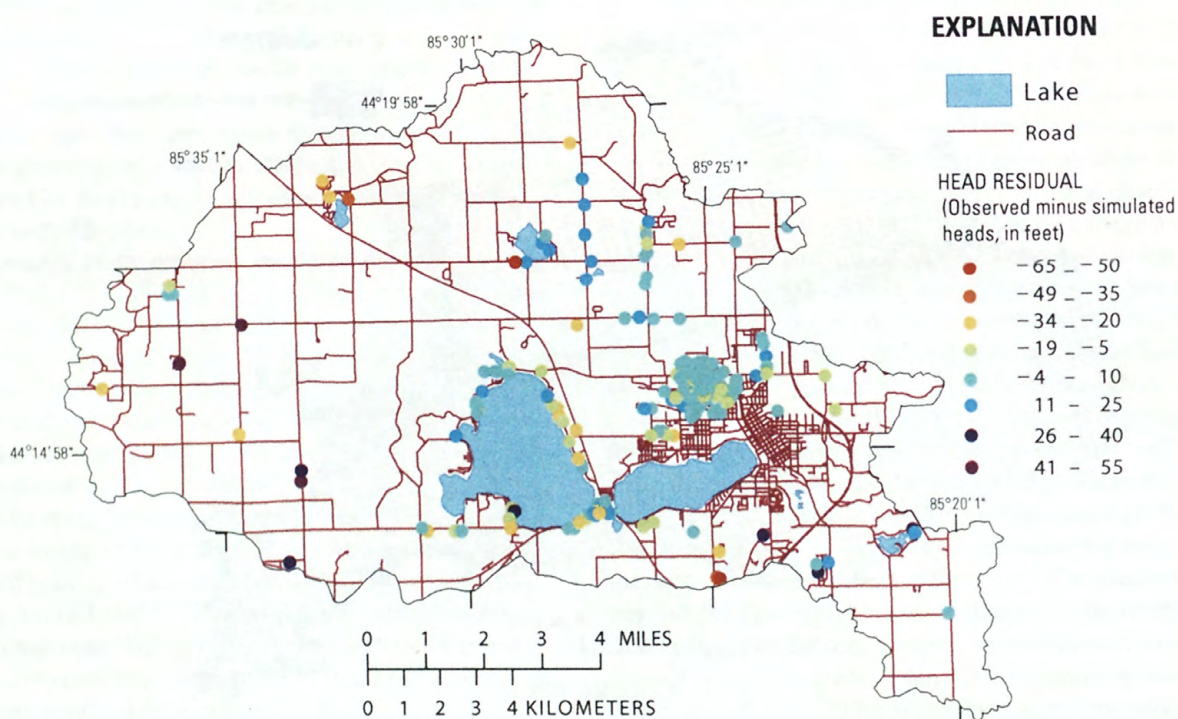 EXPLANATION
85°30'1"
Lake
44°19'58"
Road
85°35'1"
85°25'1"
HEAD RESIDUAL
(Observed minus simulated
heads, in feet)
-65 - -50
-49 - -35
-34 - -20
-19 - -5
-4 - 10
11 - 25
26 - 40
41 - 55
44°14'58"
85°20'1"
0 1 2 3 4 MILES
0 1 2 3 4 KILOMETERS